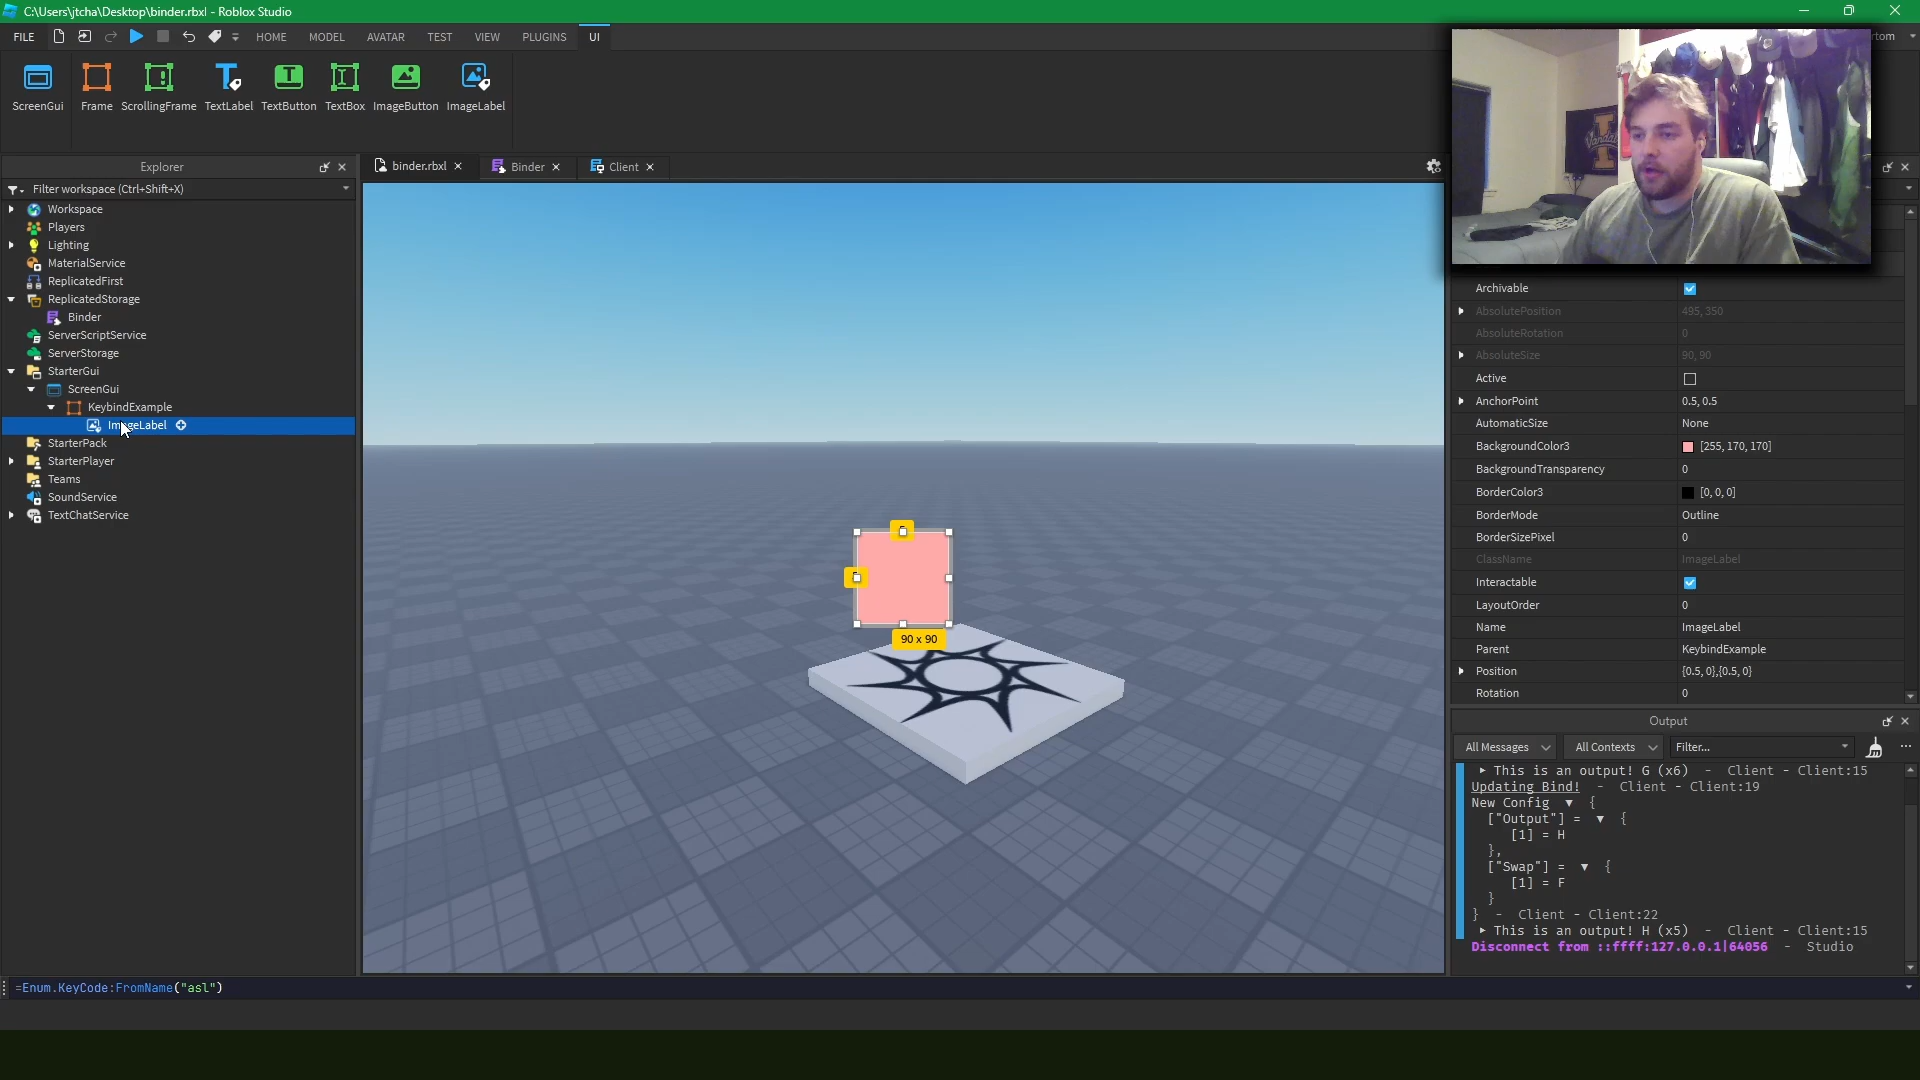 C:\Users\jtcha\Desktop\binder.rbxl - Roblox Studio
FILE HOME MODEL AVATAR TEST VIEW PLUGINS UI
ScreenGui Frame ScrollingFrame TextLabel TextButton TextBox ImageButton ImageLabel
Explorer
binder.rbxl Binder Client
Filter workspace (Ctrl+Shift+X)
Workspace
Players
Lighting
MaterialService
ReplicatedFirst
ReplicatedStorage
Binder
ServerScriptService
ServerStorage
StarterGui
ScreenGui
KeybindExample
ImageLabel
StarterPack
StarterPlayer
Teams
SoundService
TextChatService
90 x 90
Archivable
AbsolutePosition 495, 350
AbsoluteRotation 0
AbsoluteSize 90, 90
Active
AnchorPoint 0.5, 0.5
AutomaticSize None
BackgroundColor3 [255, 170, 170]
BackgroundTransparency 0
BorderColor3 [0, 0, 0]
BorderMode Outline
BorderSizePixel 0
ClassName ImageLabel
Interactable
LayoutOrder 0
Name ImageLabel
Parent KeybindExample
Position {0.5, 0},{0.5, 0}
Rotation 0
Output
All Messages All Contexts Filter...
This is an output! G (x6) - Client - Client:15
Updating Bind! - Client - Client:19
New Config ▼ {
["Output"] = ▼ {
[1] = H
},
["Swap"] = ▼ {
[1] = F
}
} - Client - Client:22
This is an output! H (x5) - Client - Client:15
Disconnect from ::ffff:127.0.0.1|64056 - Studio
=Enum.KeyCode:FromName("asl")